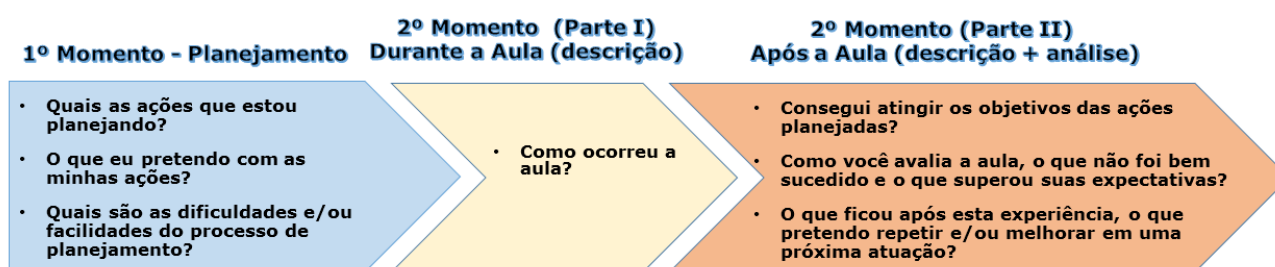 1º Momento - Planejamento
• Quais as ações que estou
planejando?
• O que eu pretendo com as
minhas ações?
• Quais são as dificuldades e/ou
facilidades do processo de
planejamento?
2º Momento (Parte I)
Durante a Aula (descrição)
• Como ocorreu a
aula?
2º Momento (Parte II)
Após a Aula (descrição + análise)
• Consegui atingir os objetivos das ações
planejadas?
• Como você avalia a aula, o que não foi bem
sucedido e o que superou suas expectativas?
• O que ficou após esta experiência, o que
pretendo repetir e/ou melhorar em uma
próxima atuação?